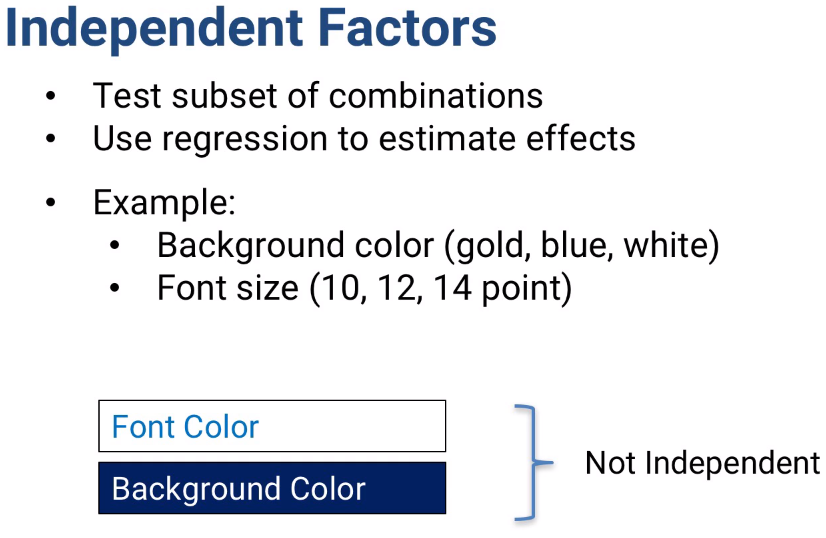 Independent Factors
• Test subset of combinations
• Use regression to estimate effects
• Example:
• Background color (gold, blue, white)
• Font size (10, 12, 14 point)
Font Color
Background Color
Not Independent